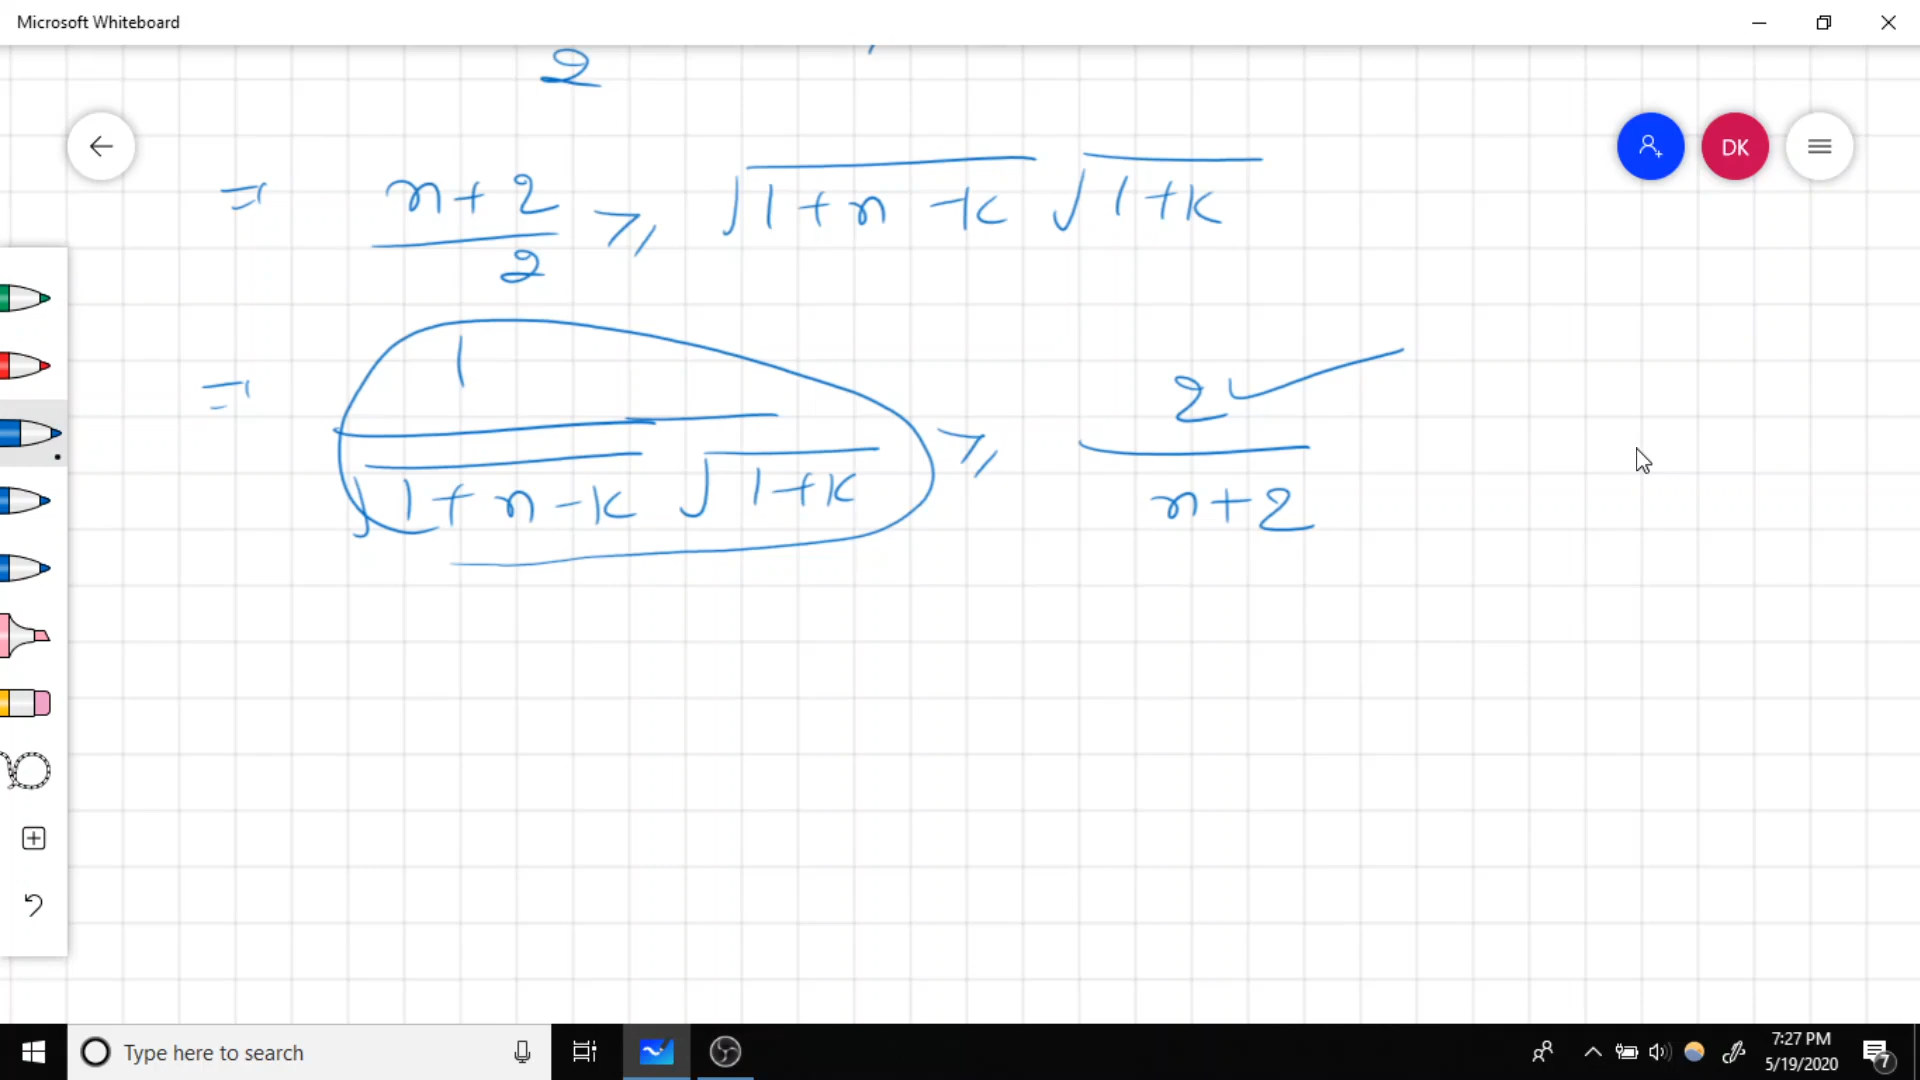 Microsoft Whiteboard
2
DK
= n+2/2 ≥ √(1+n-k) √(1+k)
= 1/(√(1+n-k) √(1+k)) ≥ 2/(n+2) ✓
Type here to search
7:27 PM
5/19/2020
7